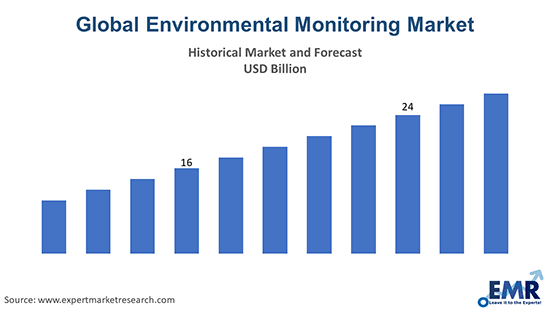 Global Environmental Monitoring Market
Historical Market and Forecast
USD Billion
16
24
EMR
Leave it to the Experts!
Source: www.expertmarketresearch.com